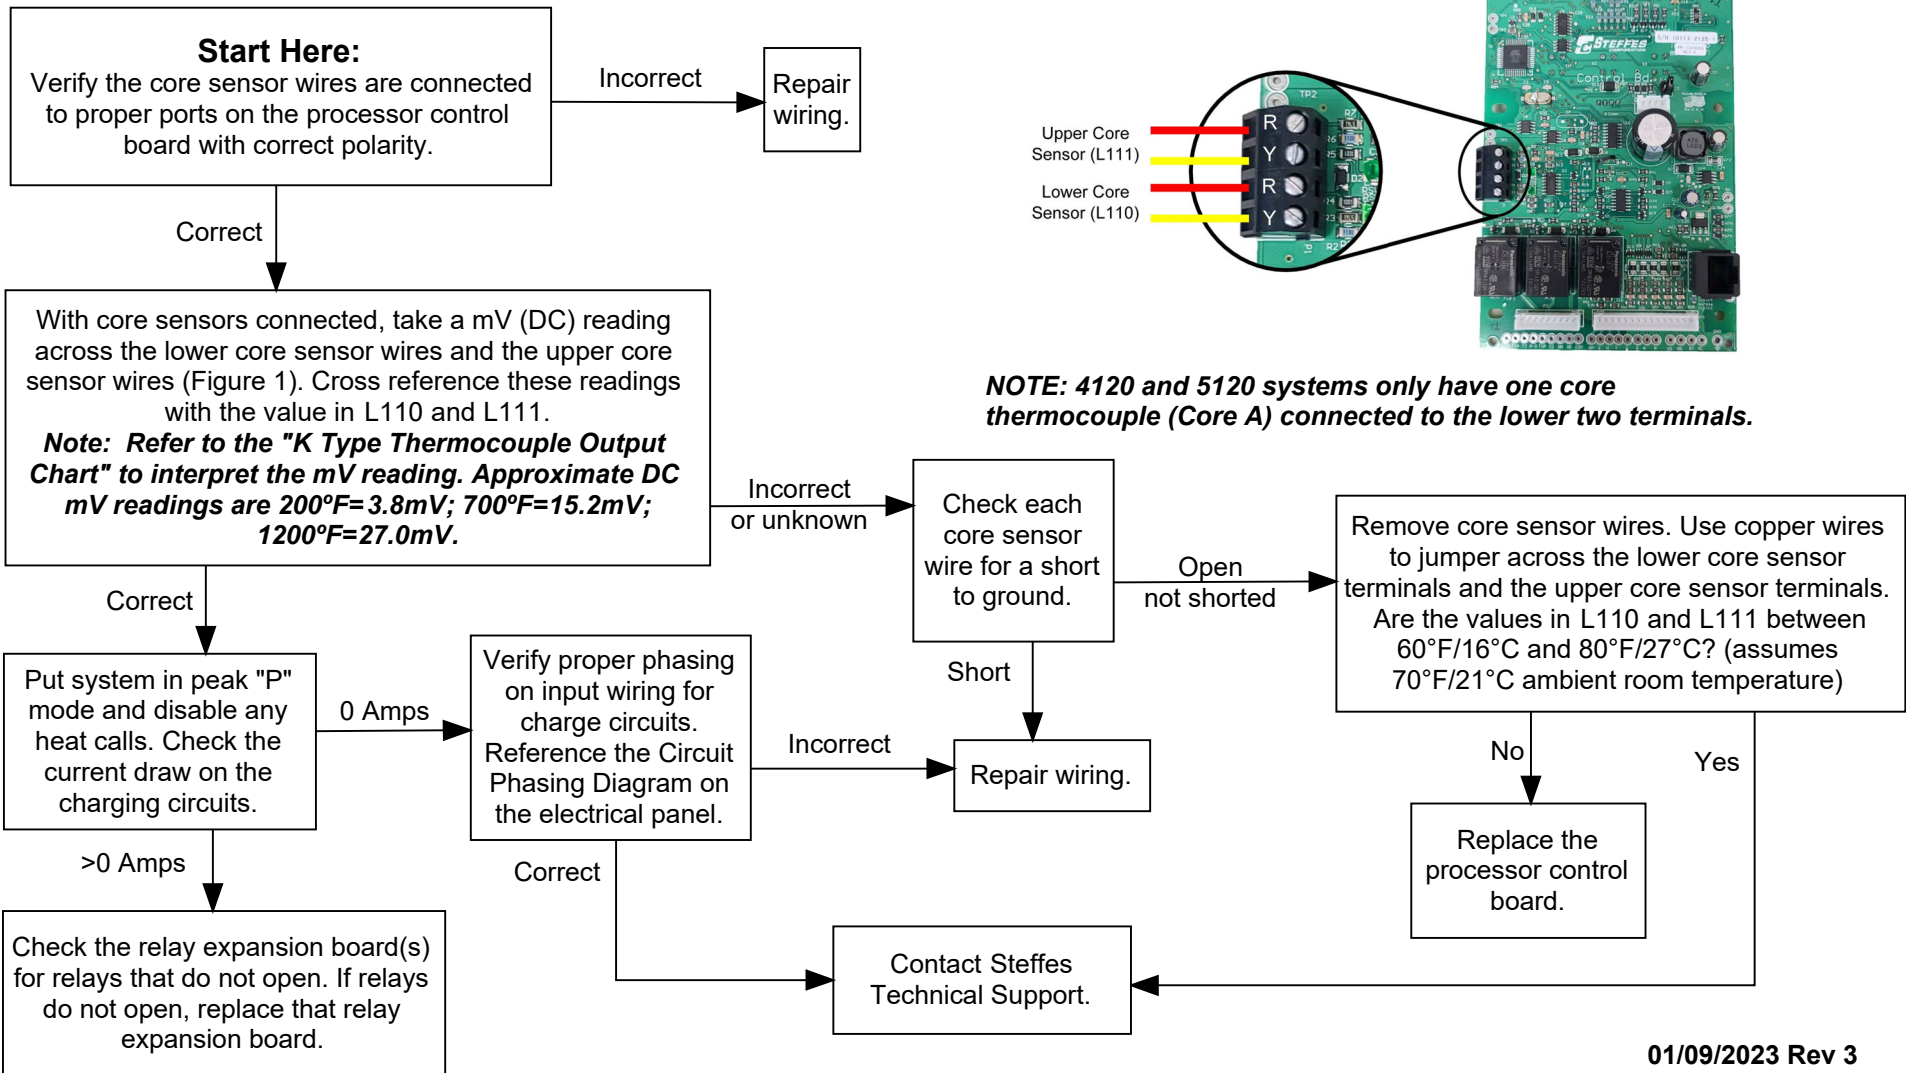 Start Here:
Verify the core sensor wires are connected
to proper ports on the processor control
board with correct polarity.
Incorrect
Repair
wiring.
Correct
With core sensors connected, take a mV (DC) reading
across the lower core sensor wires and the upper core
sensor wires (Figure 1). Cross reference these readings
with the value in L110 and L111.
Note: Refer to the "K Type Thermocouple Output
Chart" to interpret the mV reading. Approximate DC
mV readings are 200ºF=3.8mV; 700ºF=15.2mV;
1200ºF=27.0mV.
Upper Core
Sensor (L111)
Lower Core
Sensor (L110)
TP2
R
Y
R
Y
R7
R6
R5
R3
R2
P1
STEFFES
CORPORATION
Control Bd.
NOTE: 4120 and 5120 systems only have one core
thermocouple (Core A) connected to the lower two terminals.
Incorrect
or unknown
Check each
core sensor
wire for a short
to ground.
Open
not shorted
Remove core sensor wires. Use copper wires
to jumper across the lower core sensor
terminals and the upper core sensor terminals.
Are the values in L110 and L111 between
60°F/16°C and 80°F/27°C? (assumes
70°F/21°C ambient room temperature)
Correct
Put system in peak "P"
mode and disable any
heat calls. Check the
current draw on the
charging circuits.
0 Amps
Verify proper phasing
on input wiring for
charge circuits.
Reference the Circuit
Phasing Diagram on
the electrical panel.
Incorrect
Short
Repair wiring.
No
Yes
Replace the
processor control
board.
>0 Amps
Correct
Check the relay expansion board(s)
for relays that do not open. If relays
do not open, replace that relay
expansion board.
Contact Steffes
Technical Support.
01/09/2023 Rev 3